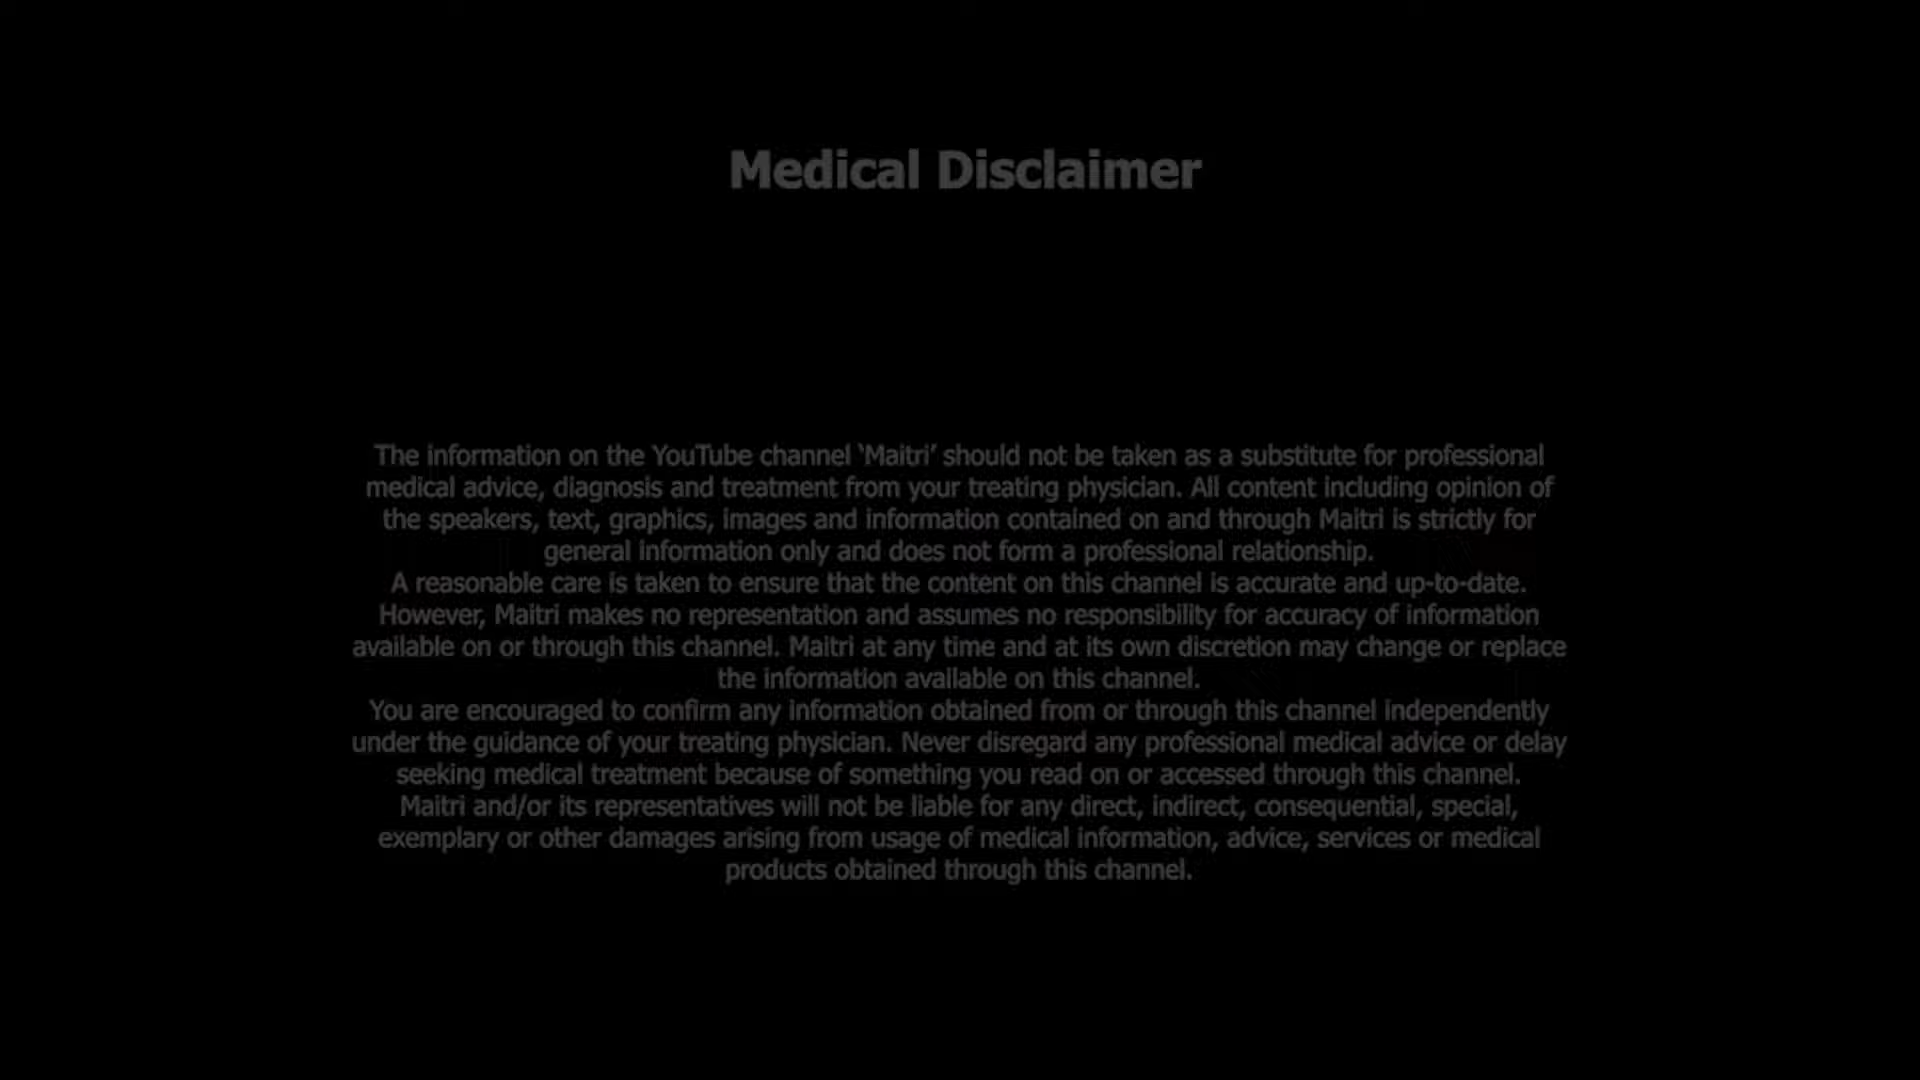 Medical Disclaimer
The information on the YouTube channel ‘Maitri’ should not be taken as a substitute for professional
medical advice, diagnosis and treatment from your treating physician. All content including opinion of
the speakers, text, graphics, images and information contained on and through Maitri is strictly for
general information only and does not form a professional relationship.
A reasonable care is taken to ensure that the content on this channel is accurate and up-to-date.
However, Maitri makes no representation and assumes no responsibility for accuracy of information
available on or through this channel. Maitri at any time and at its own discretion may change or replace
the information available on this channel.
You are encouraged to confirm any information obtained from or through this channel independently
under the guidance of your treating physician. Never disregard any professional medical advice or delay
seeking medical treatment because of something you read on or accessed through this channel.
Maitri and/or its representatives will not be liable for any direct, indirect, consequential, special,
exemplary or other damages arising from usage of medical information, advice, services or medical
products obtained through this channel.